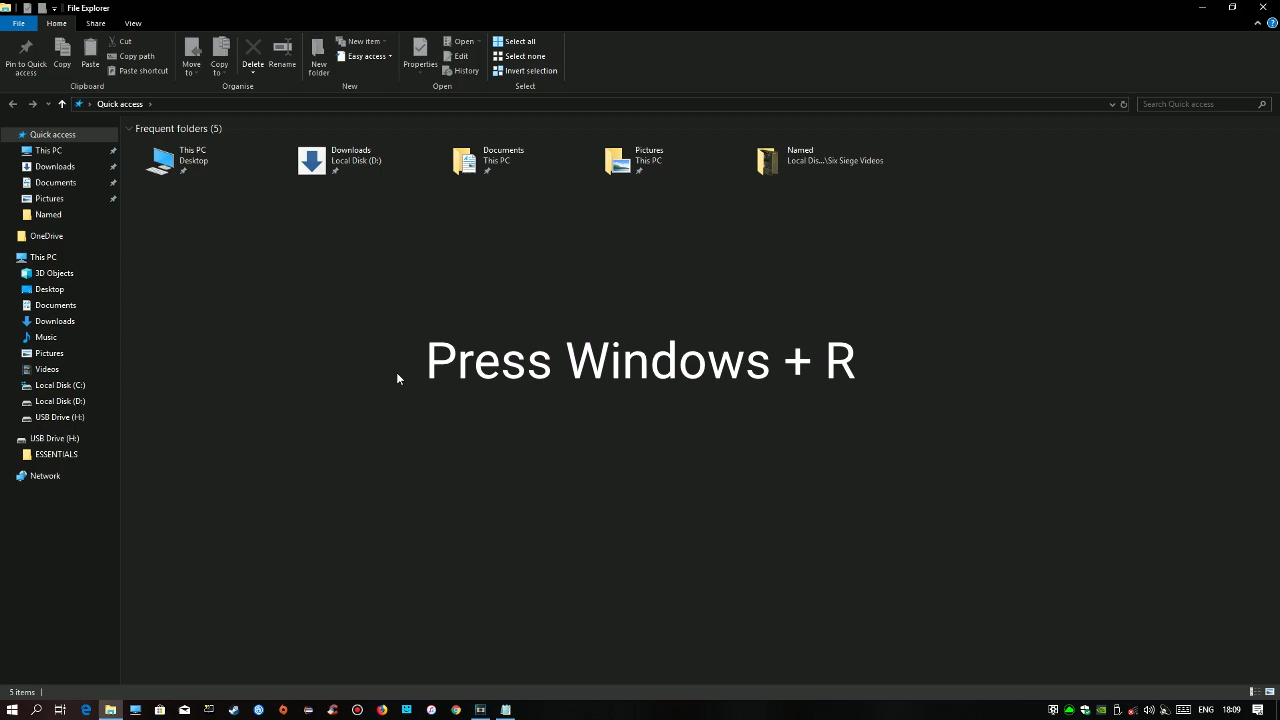 File Explorer
File Home Share View
Pin to Quick access
Copy
Paste
Cut
Copy path
Paste shortcut
Clipboard
Move to
Copy to
Delete
Rename
Organise
New folder
New item
Easy access
New
Properties
Open
Edit
History
Open
Select all
Select none
Invert selection
Select
Quick access
Search Quick access
Quick access
This PC
Downloads
Documents
Pictures
Named
OneDrive
This PC
3D Objects
Desktop
Documents
Downloads
Music
Pictures
Videos
Local Disk (C:)
Local Disk (D:)
USB Drive (H:)
USB Drive (H:)
ESSENTIALS
Network
Frequent folders (5)
This PC
Desktop
Downloads
Local Disk (D:)
Documents
This PC
Pictures
This PC
Named
Local Dis...\Six Siege Videos
Press Windows + R
5 items
ENG 18:09